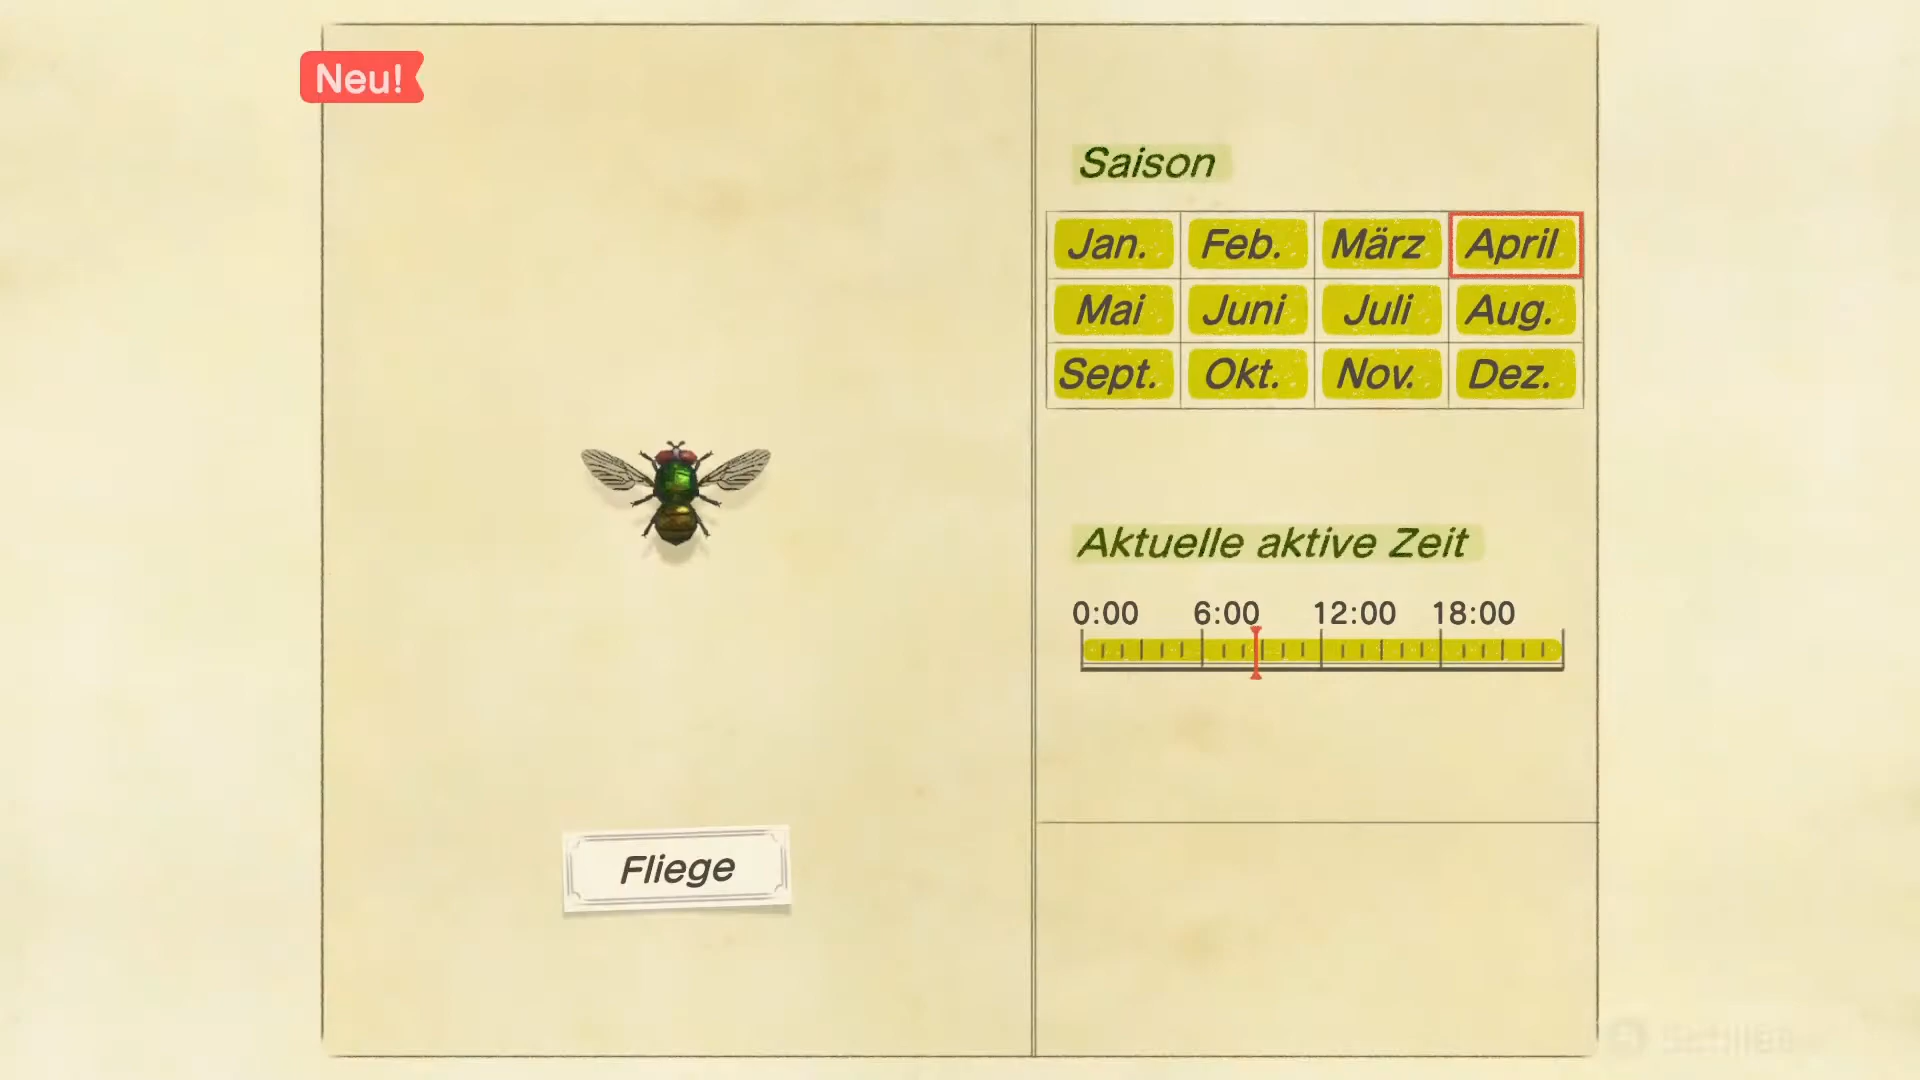 Neu!
Saison
Jan. Feb. März April
Mai Juni Juli Aug.
Sept. Okt. Nov. Dez.
Aktuelle aktive Zeit
0:00 6:00 12:00 18:00
Fliege